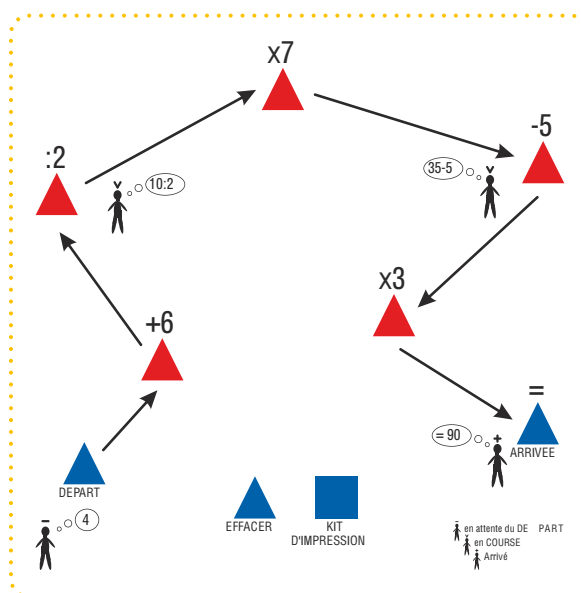 x7
-5
:2
10:2
35-5
x3
+6
=
= 90
ARRIVEE
DEPART
4
EFFACER
KIT
D'IMPRESSION
en attente du DE PART
en COURSE
Arrivé